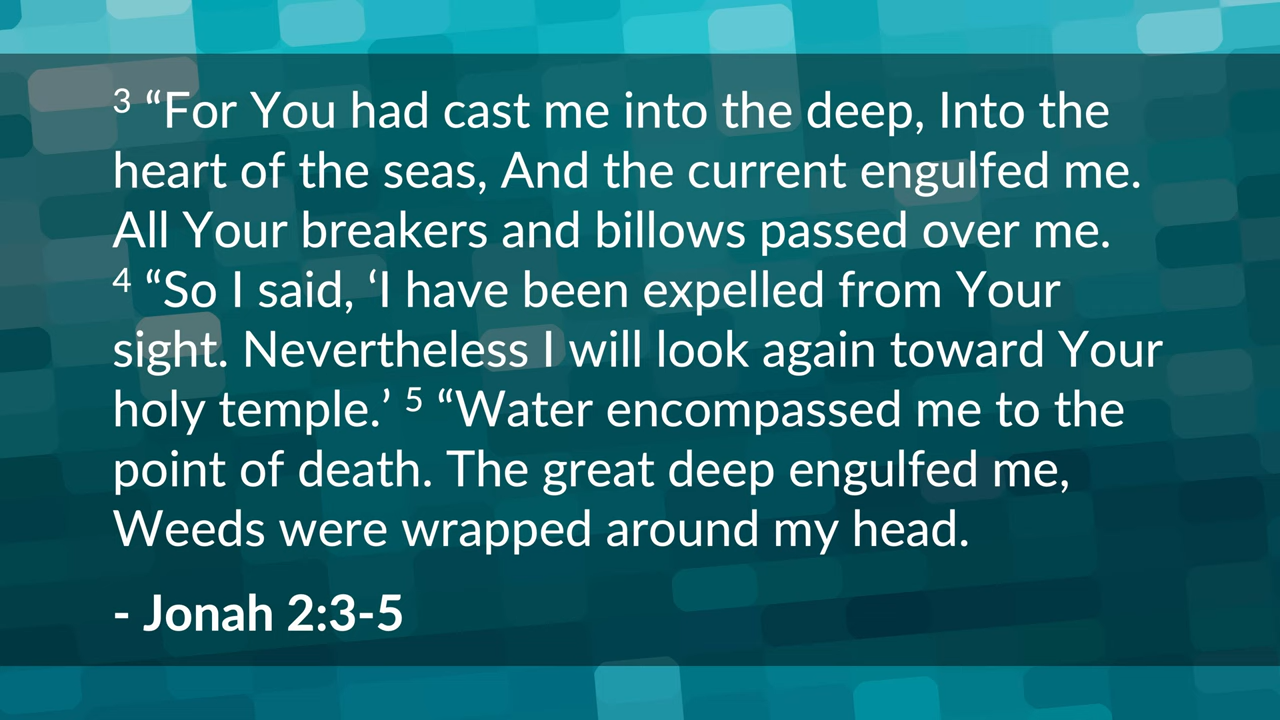 3 “For You had cast me into the deep, Into the
heart of the seas, And the current engulfed me.
All Your breakers and billows passed over me.
4 “So I said, ‘I have been expelled from Your
sight. Nevertheless I will look again toward Your
holy temple.’ 5 “Water encompassed me to the
point of death. The great deep engulfed me,
Weeds were wrapped around my head.
- Jonah 2:3-5